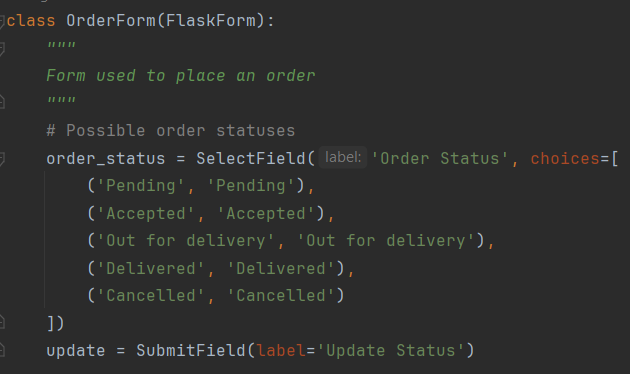 class OrderForm(FlaskForm):
    """
    Form used to place an order
    """
    # Possible order statuses
    order_status = SelectField( label: 'Order Status', choices=[
        ('Pending', 'Pending'),
        ('Accepted', 'Accepted'),
        ('Out for delivery', 'Out for delivery'),
        ('Delivered', 'Delivered'),
        ('Cancelled', 'Cancelled')
    ])
    update = SubmitField(label='Update Status')